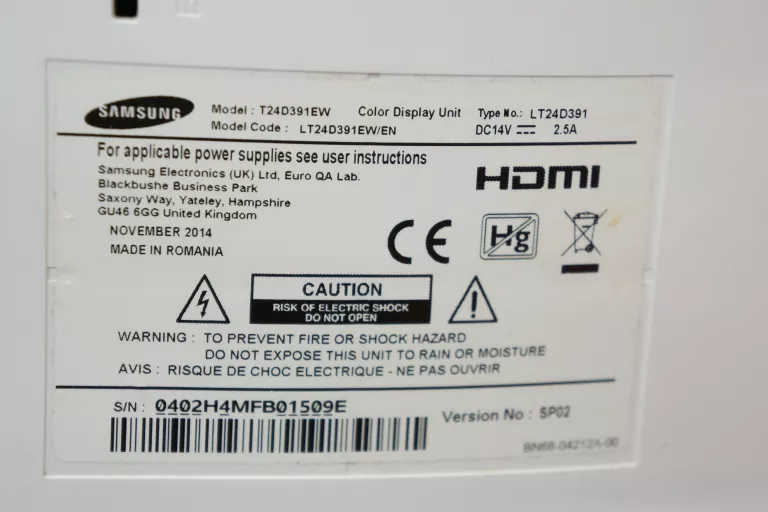 SAMSUNG
Model : T24D391EW Color Display Unit Type No.: LT24D391
Model Code : LT24D391EW/EN DC14V 2.5A
For applicable power supplies see user instructions
Samsung Electronics (UK) Ltd, Euro QA Lab.
Blackbushe Business Park
Saxony Way, Yateley, Hampshire
GU46 6GG United Kingdom
HDMI
NOVEMBER 2014
MADE IN ROMANIA
CE Hg
CAUTION
RISK OF ELECTRIC SHOCK
DO NOT OPEN
WARNING : TO PREVENT FIRE OR SHOCK HAZARD
DO NOT EXPOSE THIS UNIT TO RAIN OR MOISTURE
AVIS : RISQUE DE CHOC ELECTRIQUE - NE PAS OUVRIR
S/N : 0402H4MFB01509E
Version No : SP02
BN68-04212A-00